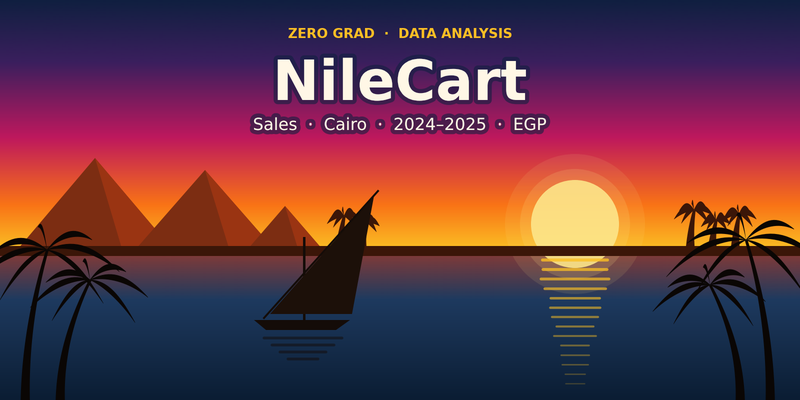 ZERO GRAD · DATA ANALYSIS
NileCart
Sales · Cairo · 2024–2025 · EGP